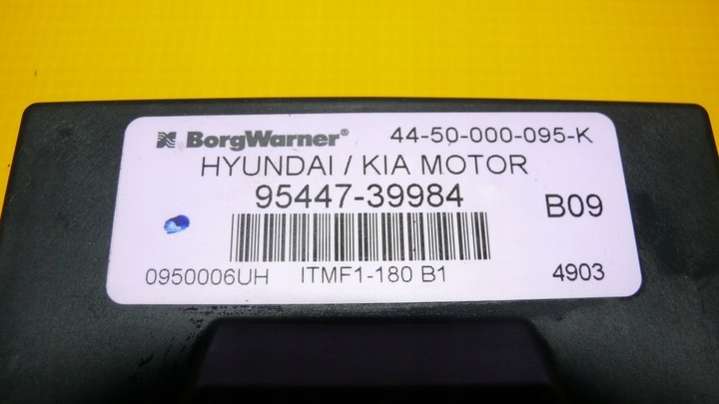 BorgWarner® 44-50-000-095-K
HYUNDAI / KIA MOTOR
95447-39984
B09
0950006UH ITMF1-180 B1 4903